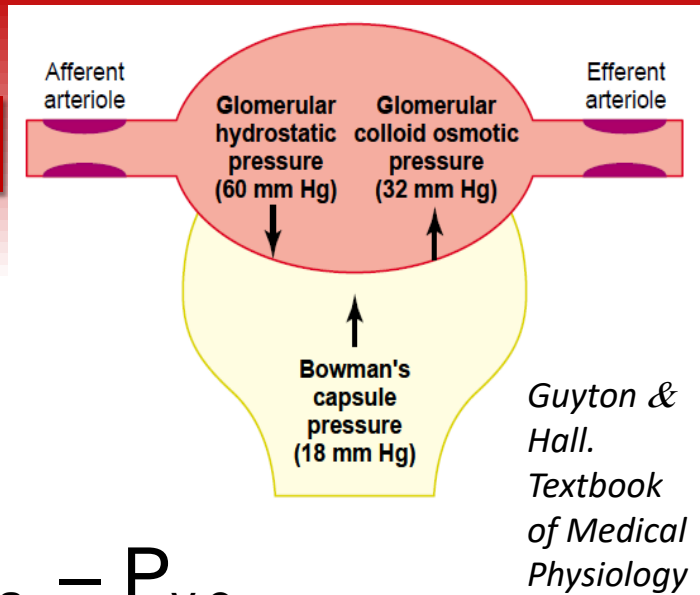 Afferent
arteriole
Efferent
arteriole
Glomerular
hydrostatic
pressure
(60 mm Hg)
Glomerular
colloid osmotic
pressure
(32 mm Hg)
Bowman's
capsule
pressure
(18 mm Hg)
Guyton &
Hall.
Textbook
of Medical
Physiology
– P